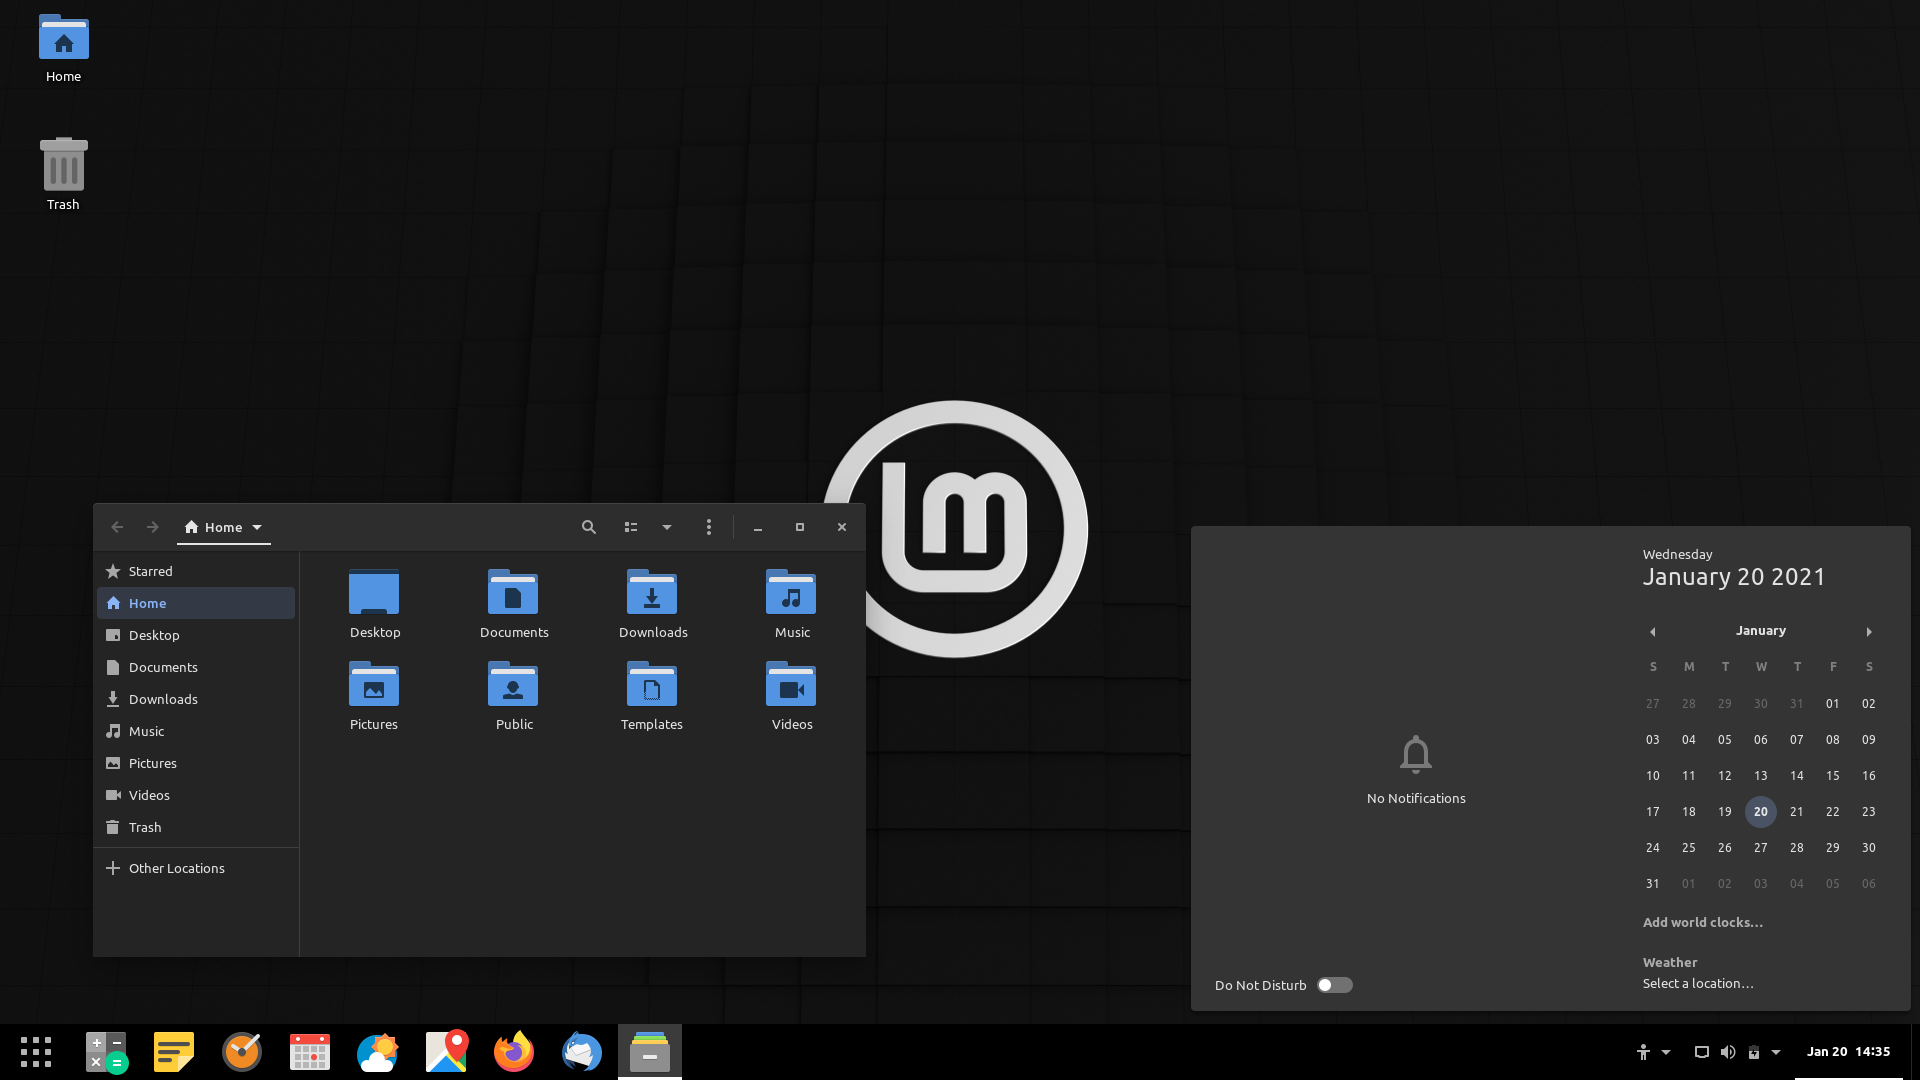 Home
Trash
Home
Starred
Home
Desktop
Documents
Downloads
Music
Pictures
Videos
Trash
Other Locations
Desktop
Documents
Downloads
Music
Pictures
Public
Templates
Videos
lm
No Notifications
Do Not Disturb
Wednesday
January 20 2021
January
S M T W T F S
27 28 29 30 31 01 02
03 04 05 06 07 08 09
10 11 12 13 14 15 16
17 18 19 20 21 22 23
24 25 26 27 28 29 30
31 01 02 03 04 05 06
Add world clocks…
Weather
Select a location…
Jan 20 14:35